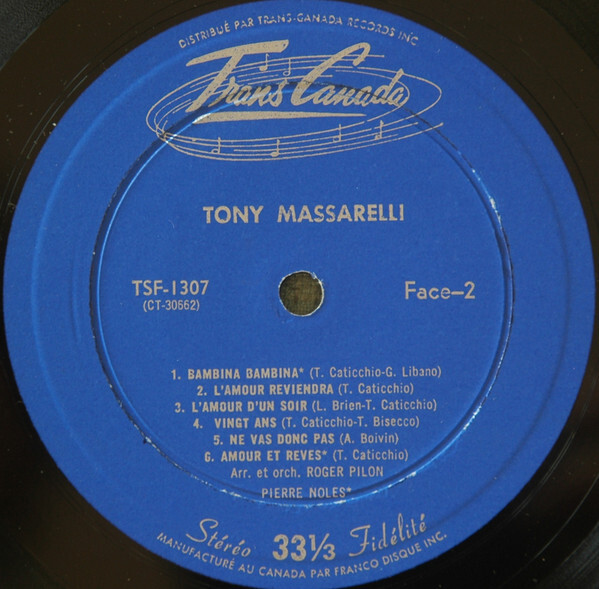 DISTRIBUÉ PAR TRANS-CANADA RECORDS INC
Trans Canada
TONY MASSARELLI
TSF-1307
(CT-30662)
Face-2
1. BAMBINA BAMBINA* (T. Caticchio-G. Libano)
2. L'AMOUR REVIENDRA (T. Caticchio)
3. L'AMOUR D'UN SOIR (L. Brien-T. Caticchio)
4. VINGT ANS (T. Caticchio-T. Bisecco)
5. NE VAS DONC PAS (A. Boivin)
6. AMOUR ET REVES* (T. Caticchio)
Arr. et orch. ROGER PILON
PIERRE NOLES*
Stéréo 33⅓ Fidélité
MANUFACTURÉ AU CANADA PAR FRANCO DISQUE INC.